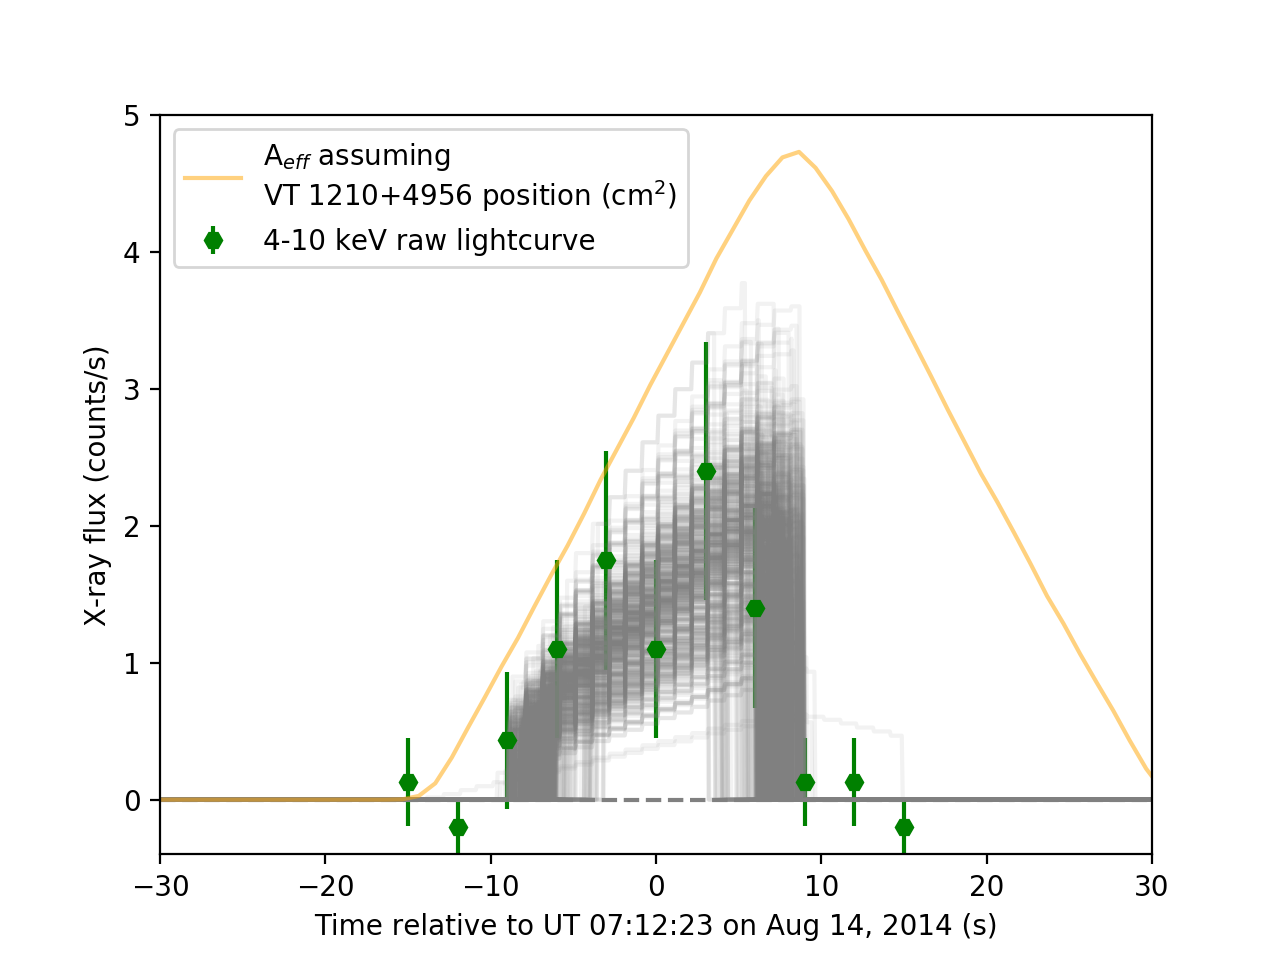 A_eff assuming
VT 1210+4956 position (cm²)
4-10 keV raw lightcurve
X-ray flux (counts/s)
5
4
3
2
1
0
−30
−20
−10
0
10
20
30
Time relative to UT 07:12:23 on Aug 14, 2014 (s)